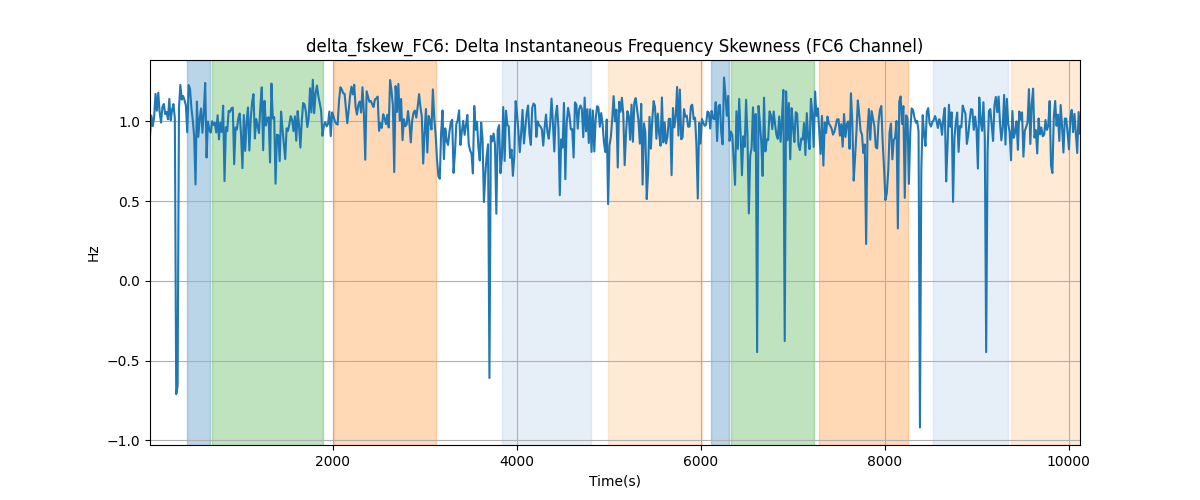 delta_fskew_FC6: Delta Instantaneous Frequency Skewness (FC6 Channel)
1.0
0.5
0.0
−0.5
−1.0
Hz
2000 4000 6000 8000 10000
Time(s)